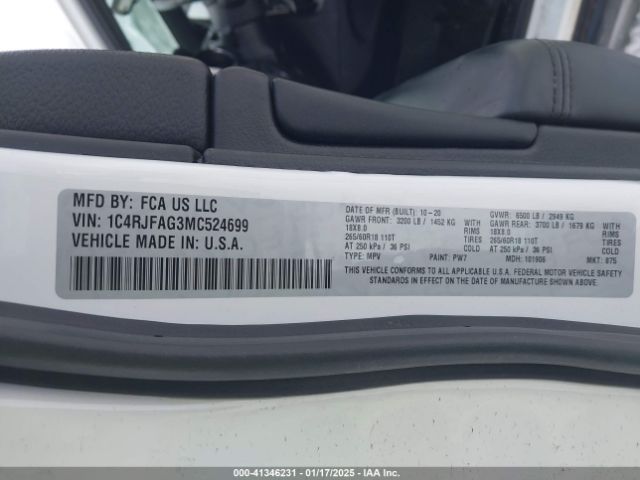 MFD BY: FCA US LLC
VIN: 1C4RJFAG3MC524699
VEHICLE MADE IN: U.S.A.
DATE OF MFR (BUILT): 10-20 GVWR: 6500 LB / 2949 KG
GAWR FRONT: 3200 LB / 1452 KG WITH GAWR REAR: 3700 LB / 1679 KG WITH
18X8.0 RIMS 18X8.0 RIMS
265/60R18 110T TIRES 265/60R18 110T TIRES
AT 250 kPa / 36 PSI COLD AT 250 kPa / 36 PSI COLD
TYPE: MPV PAINT: PW7 MDH: 101906 MKT: 875
THIS VEHICLE CONFORMS TO ALL APPLICABLE U.S.A. FEDERAL MOTOR VEHICLE SAFETY
STANDARDS IN EFFECT ON THE DATE OF MANUFACTURE SHOWN ABOVE.
000-41346231 - 01/17/2025 - IAAI.COM